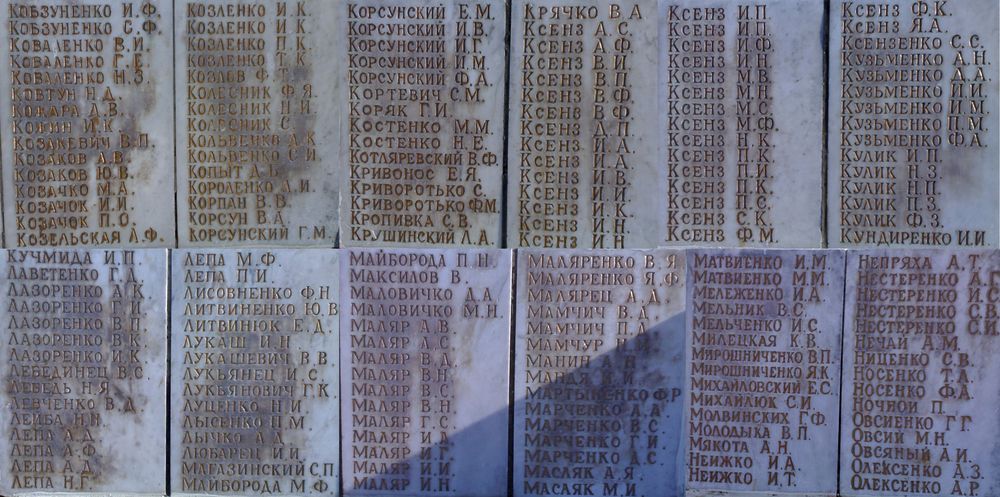 КОБЗУНЕНКО И.Ф.
КОБЗУНЕНКО С.Ф.
КОВАЛЕНКО В.И.
КОВАЛЕНКО Г.Е.
КОВАЛЕНКО Н.З.
КОВТУН Н.Д.
КОЖАРА Д.В.
КОЖИН И.К.
КОЗАКЕВИЧ В.П.
КОЗАКОВ А.В.
КОЗАКОВ Ю.В.
КОЗАЧКО М.А.
КОЗАЧОК И.И.
КОЗАЧОК П.О.
КОЗЕЛЬСКАЯ А.Ф.
КОЗЛЕНКО И.К.
КОЗЛЕНКО И.К.
КОЗЛЕНКО П.К.
КОЗЛЕНКО Т.К.
КОЗЛОВ Ф.Т.
КОЛЕСНИК Ф.Я.
КОЛЕСНИК Н.И.
КОЛЕСНИК С.
КОЛЬВЕНКО А.К.
КОЛЬВЕНКО С.И.
КОПЫТ А.Б.
КОРОЛЕНКО Д.И.
КОРПАН В.В.
КОРСУН В.А.
КОРСУНСКИЙ Г.М.
КОРСУНСКИЙ Е.М.
КОРСУНСКИЙ И.В.
КОРСУНСКИЙ И.Г.
КОРСУНСКИЙ И.М.
КОРСУНСКИЙ Ф.А.
КОРТЕВИЧ С.М.
КОРЯК Г.И.
КОСТЕНКО М.М.
КОСТЕНКО Н.Е.
КОТЛЯРЕВСКИЙ В.Ф.
КРИВОНОС Е.Я.
КРИВОРОТЬКО С.
КРИВОРОТЬКО Ф.М.
КРОПИВКА С.В.
КРУШИНСКИЙ Л.А.
КРЯЧКО В.А.
КСЕНЗ А.С.
КСЕНЗ А.Ф.
КСЕНЗ В.И.
КСЕНЗ В.П.
КСЕНЗ В.Ф.
КСЕНЗ В.Ф.
КСЕНЗ Д.П.
КСЕНЗ И.А.
КСЕНЗ И.Д.
КСЕНЗ И.И.
КСЕНЗ И.И.
КСЕНЗ И.К.
КСЕНЗ И.Н.
КСЕНЗ И.Н.
КСЕНЗ И.П.
КСЕНЗ И.П.
КСЕНЗ И.Ф.
КСЕНЗ И.Н.
КСЕНЗ М.В.
КСЕНЗ М.Н.
КСЕНЗ М.С.
КСЕНЗ М.Ф.
КСЕНЗ Н.К.
КСЕНЗ П.К.
КСЕНЗ П.И.
КСЕНЗ П.К.
КСЕНЗ П.С.
КСЕНЗ С.К.
КСЕНЗ Ф.М.
КСЕНЗ Ф.К.
КСЕНЗ Я.А.
КСЕНЗЕНКО С.С.
КУЗЬМЕНКО А.Н.
КУЗЬМЕНКО Д.Д.
КУЗЬМЕНКО И.И.
КУЗЬМЕНКО И.М.
КУЗЬМЕНКО П.М.
КУЗЬМЕНКО Ф.А.
КУЛИК И.П.
КУЛИК Н.З.
КУЛИК Н.П.
КУЛИК П.З.
КУЛИК Ф.З.
КУНДИРЕНКО И.И.
КУЧМИДА И.П.
ЛАВЕТЕНКО Г.Д.
ЛАЗОРЕНКО А.К.
ЛАЗОРЕНКО Г.П.
ЛАЗОРЕНКО В.П.
ЛАЗОРЕНКО В.К.
ЛАЗОРЕНКО И.К.
ЛЕБЕДИНЕЦ В.С.
ЛЕБЕДЬ Н.Я.
ЛЕВЧЕНКО В.Д.
ЛЕЙБА Н.Н.
ЛЕПА А.Д.
ЛЕПА А.Ф.
ЛЕПА А.Д.
ЛЕПА Н.Г.
ЛЕПА М.Ф.
ЛЕПА П.И.
ЛИСОВНЕНКО Ф.Н.
ЛИТВИНЕНКО Ю.В.
ЛИТВИНЮК Е.Д.
ЛУКАШ И.Н.
ЛУКАШЕВИЧ В.В.
ЛУКЬЯНЕЦ И.С.
ЛУКЬЯНОВИЧ Г.К.
ЛУЦЕНКО Н.И.
ЛЫСЕНКО П.М.
ЛЫЧКО А.Д.
ЛЮБАРЕЦ И.И.
МАГАЗИНСКИЙ С.П.
МАЙБОРОДА М.Ф.
МАЙБОРОДА П.Н.
МАКСИЛОВ В.
МАЛОВИЧКО Д.А.
МАЛОВИЧКО М.Н.
МАЛЯР А.В.
МАЛЯР А.С.
МАЛЯР В.Д.
МАЛЯР В.Н.
МАЛЯР В.С.
МАЛЯР В.Н.
МАЛЯР Г.С.
МАЛЯР И.Д.
МАЛЯР И.Г.
МАЛЯР И.И.
МАЛЯР И.Н.
МАЛЯРЕНКО В.Я.
МАЛЯРЕНКО Я.Ф.
МАЛЯРЕЦ А.Д.
МАМЧИЧ В.Д.
МАМЧИЧ П.Д.
МАМЧУР Н.
МАНИН А.Н.
МАНДЯ И.И.
МАРТЫНЕНКО Ф.Р.
МАРЧЕНКО А.А.
МАРЧЕНКО В.С.
МАРЧЕНКО Г.И.
МАРЧЕНКО Д.С.
МАСЛЯК А.Я.
МАСЯК М.И.
МАТВИЕНКО И.М.
МАТВИЕНКО М.М.
МЕЛЕЖЕНКО И.А.
МЕЛЬНИК В.С.
МЕЛЬЧЕНКО И.С.
МИЛЕЦКАЯ К.В.
МИРОШНИЧЕНКО В.П.
МИРОШНИЧЕНКО Я.К.
МИХАЙЛОВСКИЙ Е.С.
МИХАЙЛЮК С.И.
МОЛВИНСКИХ Г.Ф.
МОЛОДЫКА В.П.
МЯКОТА А.Н.
НЕИЖКО И.А.
НЕИЖКО И.Т.
НЕПРЯХА А.Т.
НЕСТЕРЕНКО А.Г.
НЕСТЕРЕНКО И.С.
НЕСТЕРЕНКО С.В.
НЕСТЕРЕНКО С.И.
НЕЧАЙ А.М.
НИЦЕНКО С.В.
НОСЕНКО Т.А.
НОСЕНКО Ф.А.
НОЧНОЙ П.
ОВСИЕНКО Г.Г.
ОВСИЙ М.Н.
ОВСЯНЫЙ А.И.
ОЛЕКСЕНКО А.З.
ОЛЕКСЕНКО А.Р.